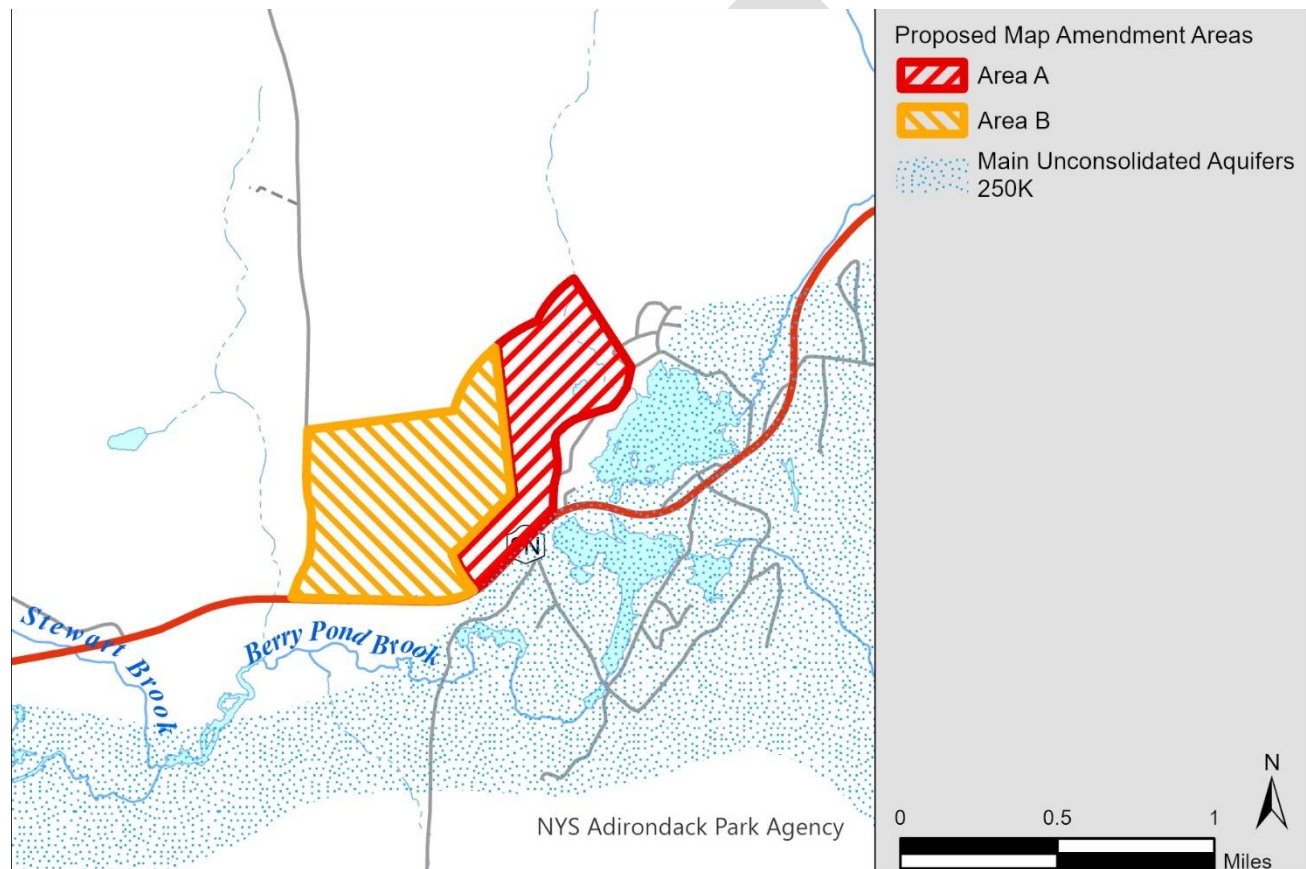 Proposed Map Amendment Areas
Area A
Area B
Main Unconsolidated Aquifers
250K
Stewart Brook
Berry Pond Brook
NYS Adirondack Park Agency
N
0 0.5 1
Miles